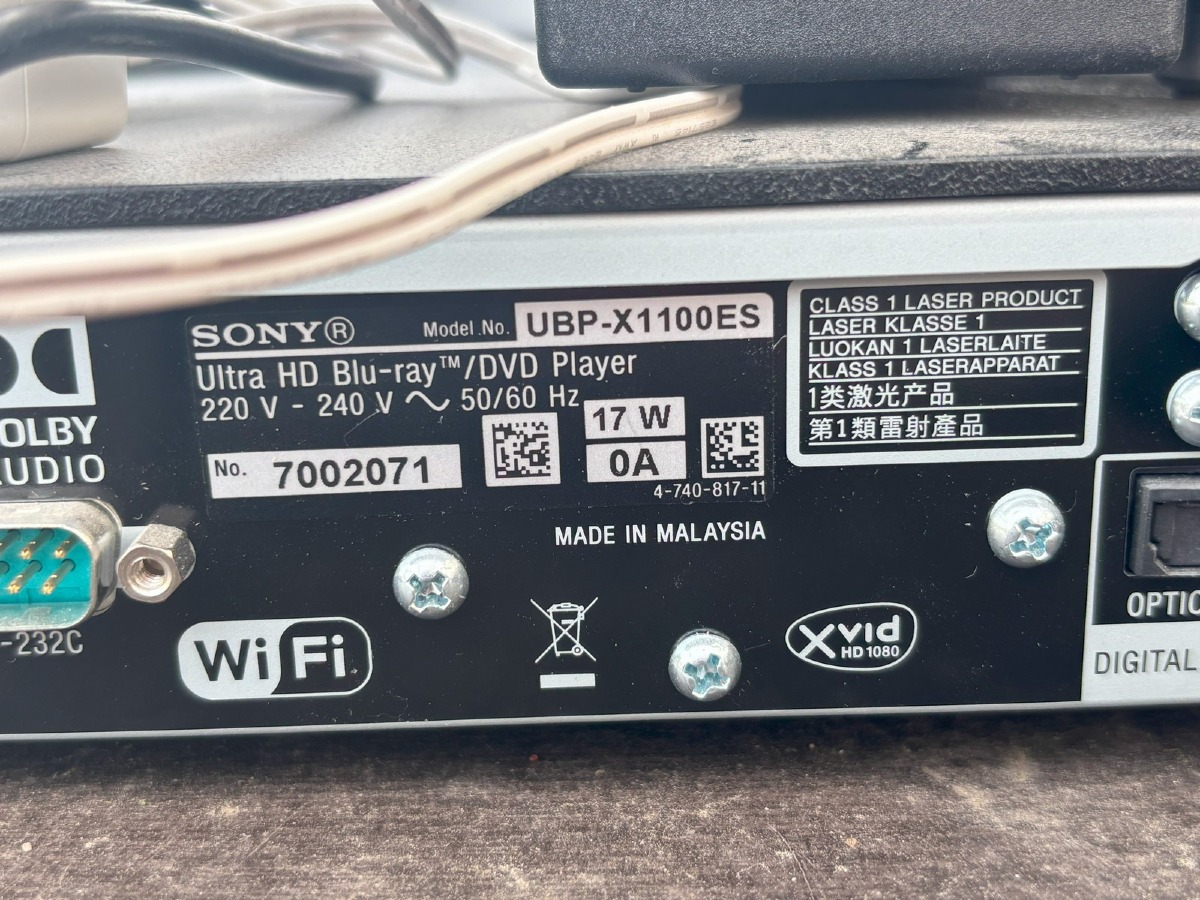 SONY® Model No. UBP-X1100ES
Ultra HD Blu-ray™/DVD Player
220 V - 240 V ~ 50/60 Hz
17 W
No. 7002071
0A
4-740-817-11
MADE IN MALAYSIA
CLASS 1 LASER PRODUCT
LASER KLASSE 1
LUOKAN 1 LASERLAITE
KLASS 1 LASERAPPARAT
1类激光产品
第1類雷射產品
OLBY
UDIO
-232C
Wi Fi
Xvid
HD 1080
OPTIC
DIGITAL